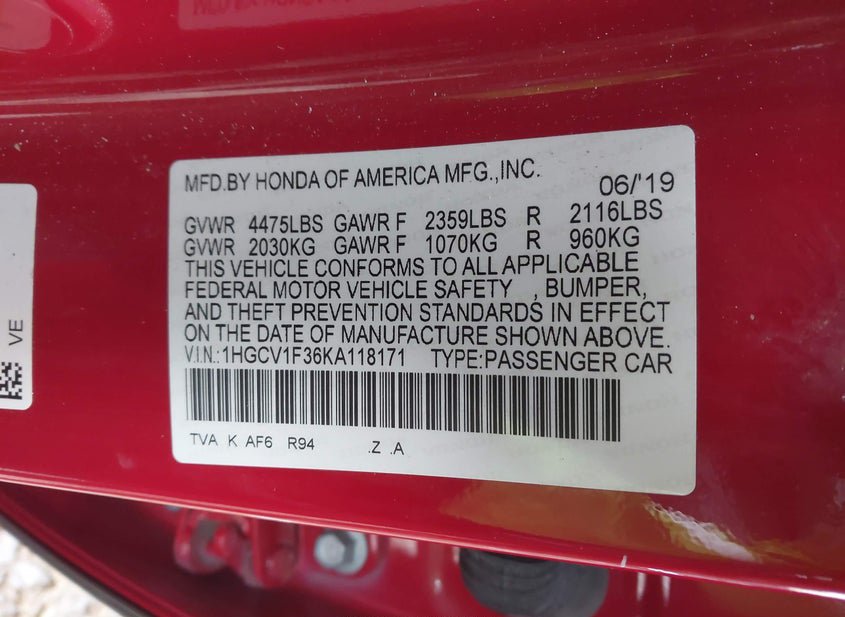 MFD.BY HONDA OF AMERICA MFG.,INC. 06/'19
GVWR 4475LBS GAWR F 2359LBS R 2116LBS
GVWR 2030KG GAWR F 1070KG R 960KG
THIS VEHICLE CONFORMS TO ALL APPLICABLE
FEDERAL MOTOR VEHICLE SAFETY , BUMPER,
AND THEFT PREVENTION STANDARDS IN EFFECT
ON THE DATE OF MANUFACTURE SHOWN ABOVE.
V.I.N.:1HGCV1F36KA118171 TYPE:PASSENGER CAR
TVA K AF6 R94 .Z .A
VE